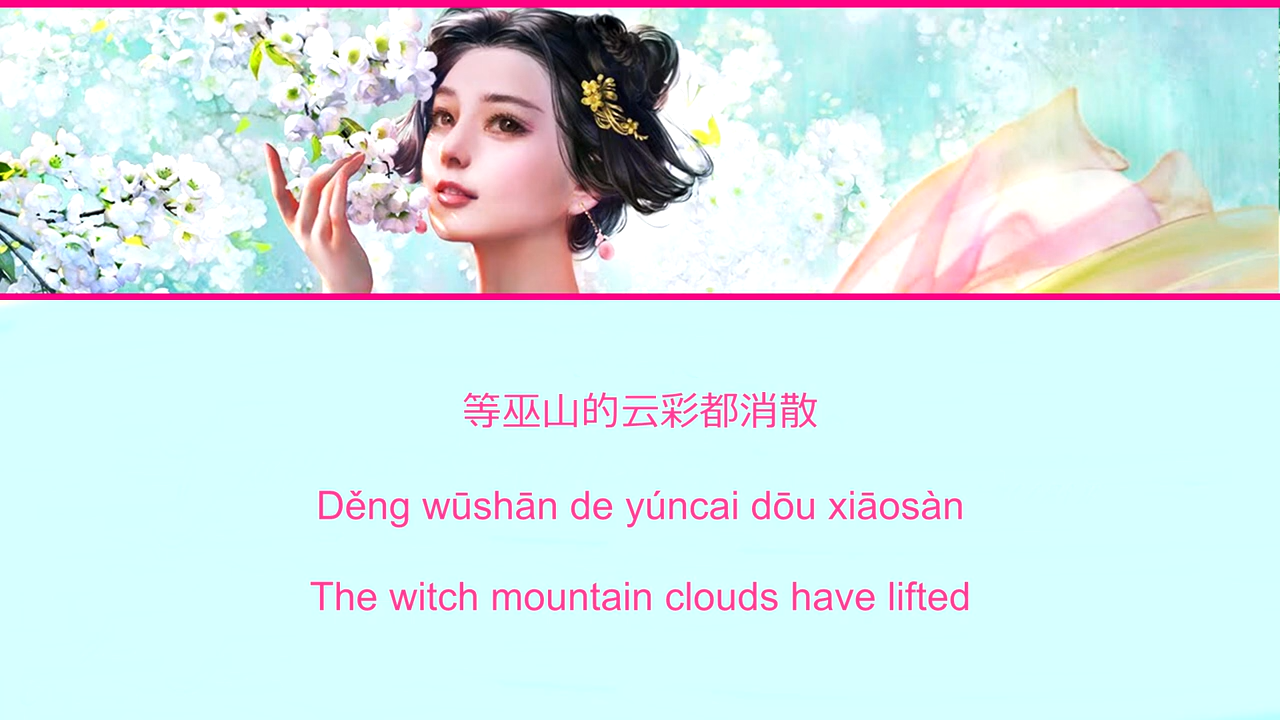 等巫山的云彩都消散
Děng wūshān de yúncai dōu xiāosàn
The witch mountain clouds have lifted